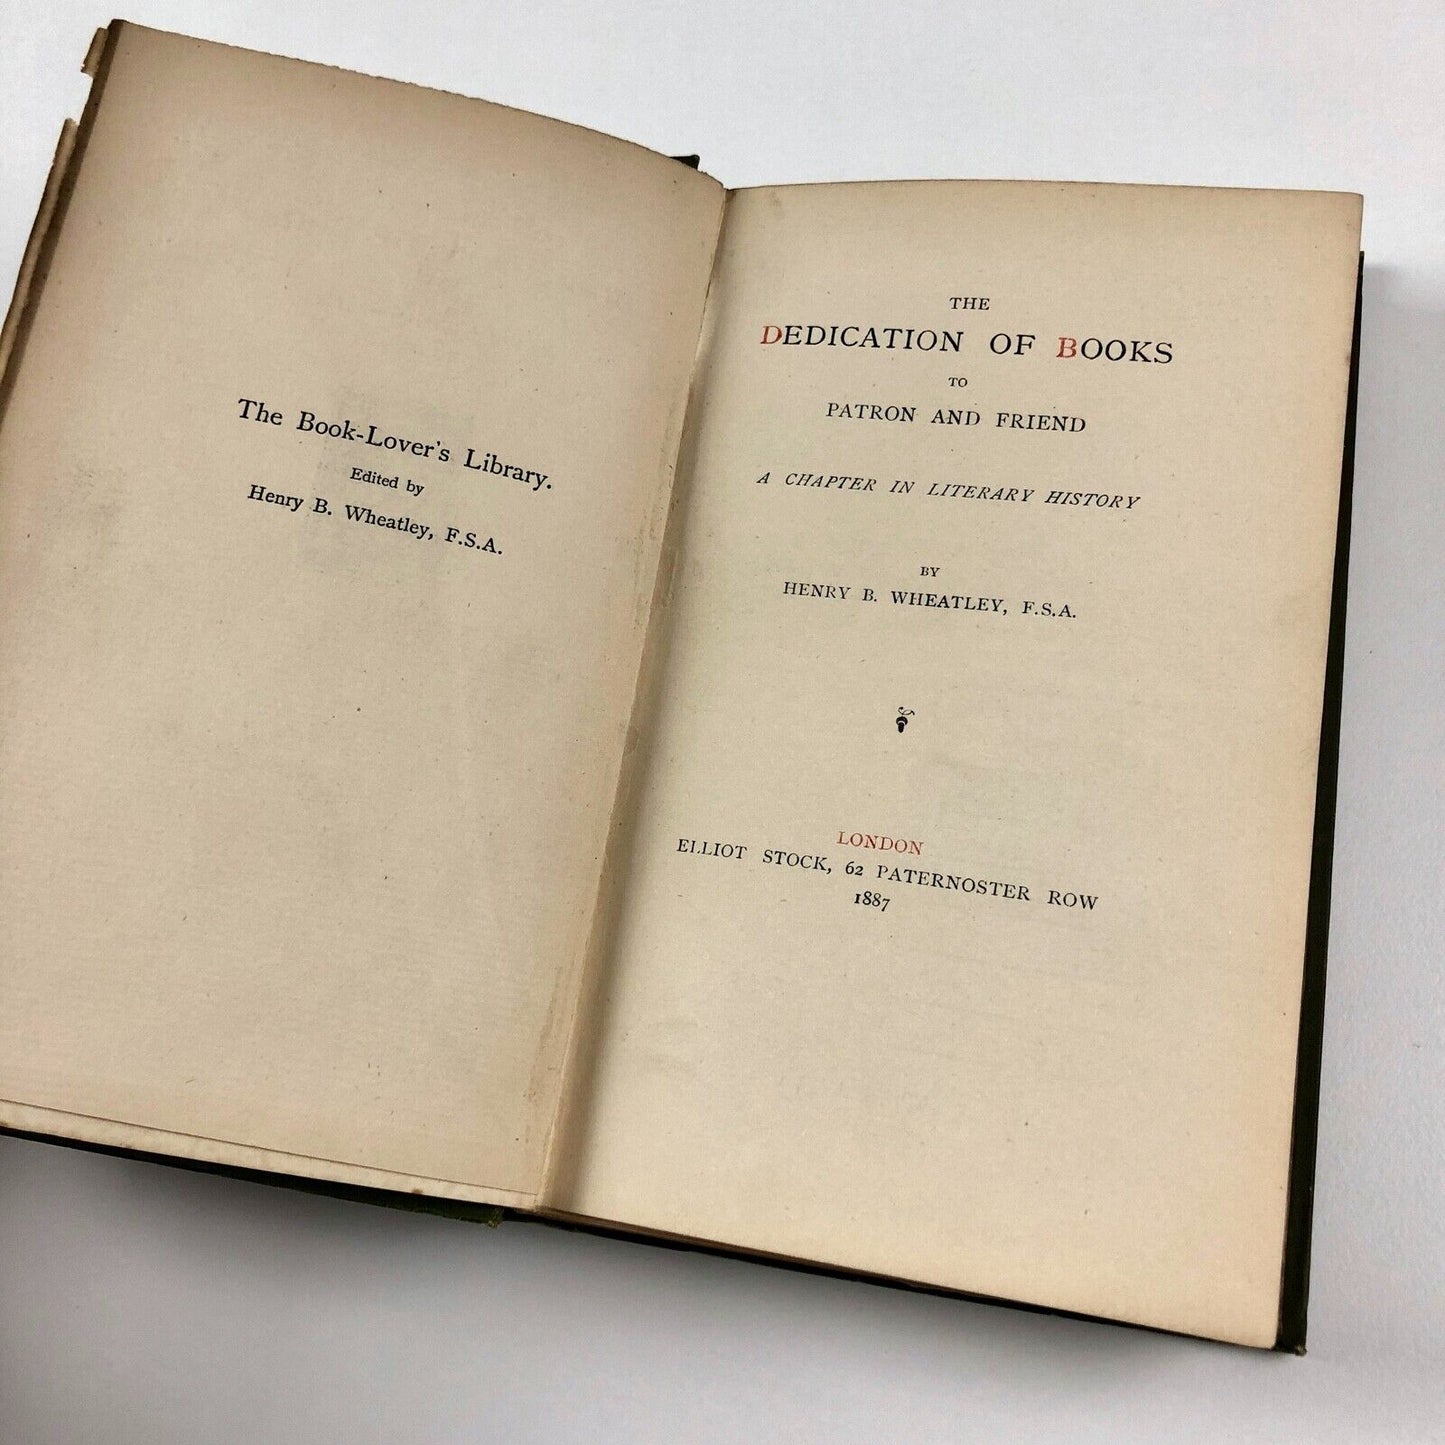 The Book-Lover's Library.
Edited by
Henry B. Wheatley, F.S.A.
THE
DEDICATION OF BOOKS
TO
PATRON AND FRIEND
A CHAPTER IN LITERARY HISTORY
BY
HENRY B. WHEATLEY, F.S.A.
LONDON
ELLIOT STOCK, 62 PATERNOSTER ROW
1887